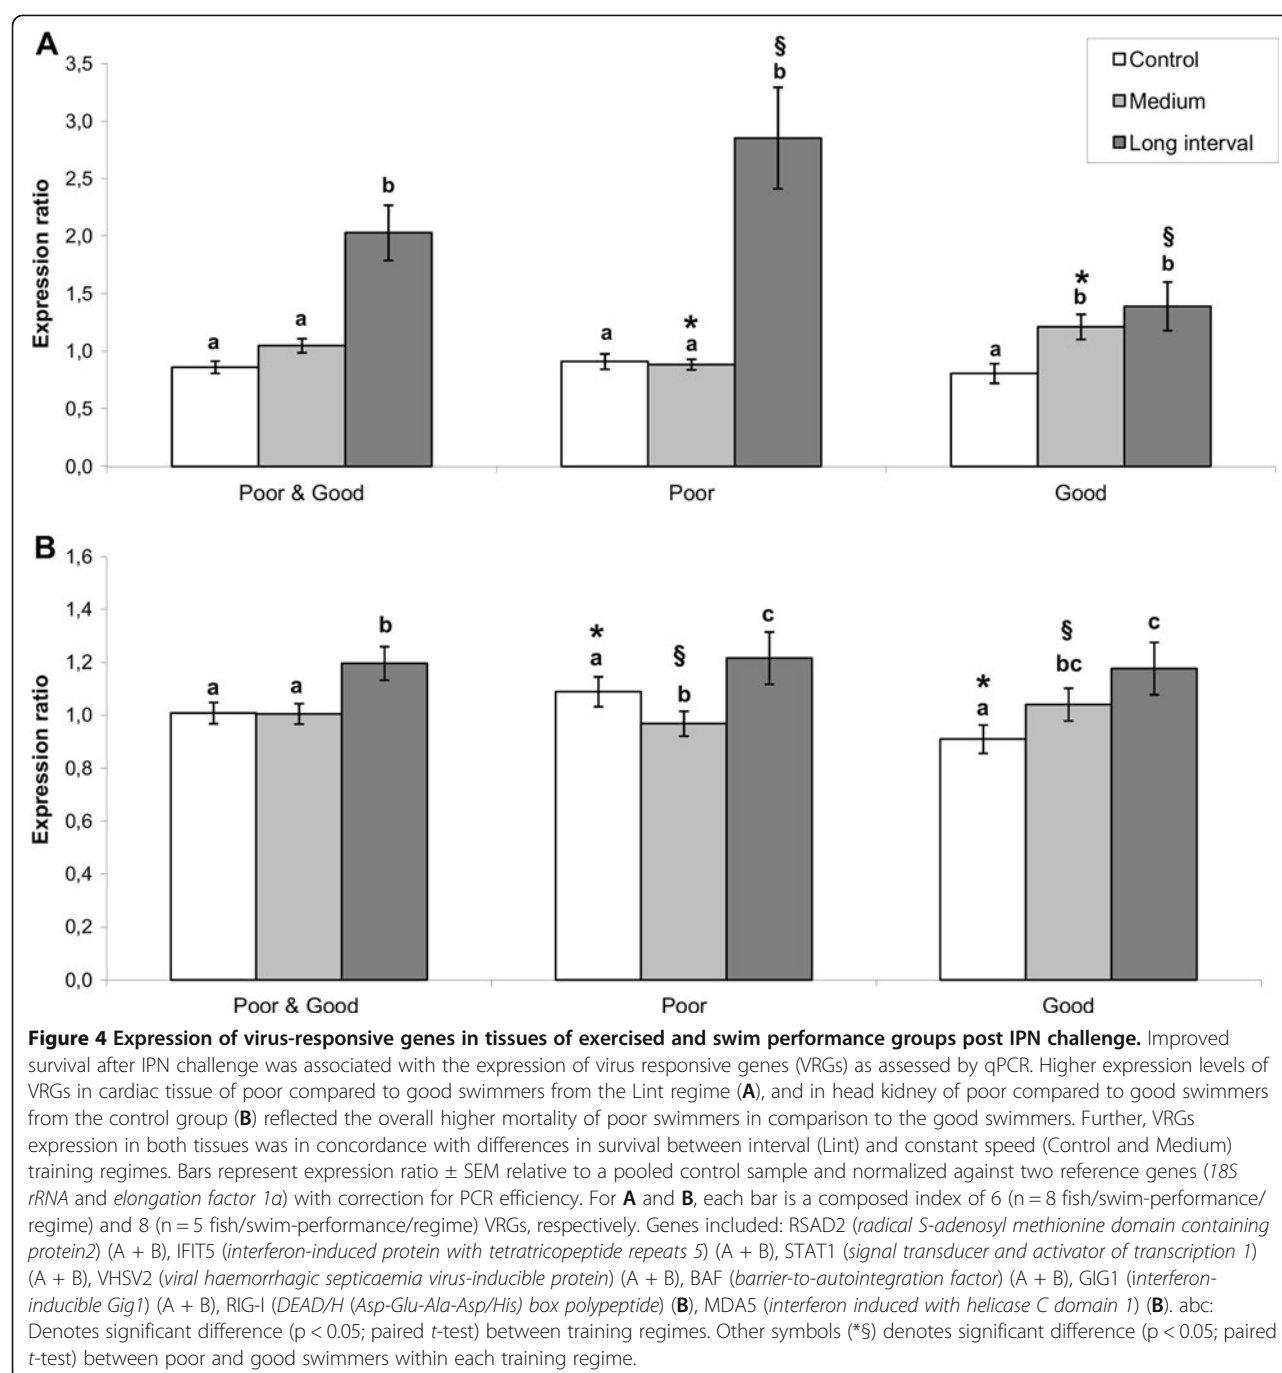 A
3,5
3,0
2,5
2,0
1,5
1,0
0,5
0,0
Expression ratio
Control
Medium
Long interval
a
a
b
a
*
a
§
b
a
*
b
§
b
Poor & Good
Poor
Good
B
1,6
1,4
1,2
1,0
0,8
0,6
0,4
0,2
0,0
Expression ratio
a
a
b
*
a
§
b
c
*
a
§
bc
c
Poor & Good
Poor
Good
Figure 4 Expression of virus-responsive genes in tissues of exercised and swim performance groups post IPN challenge. Improved
survival after IPN challenge was associated with the expression of virus responsive genes (VRGs) as assessed by qPCR. Higher expression levels of
VRGs in cardiac tissue of poor compared to good swimmers from the Lint regime (A), and in head kidney of poor compared to good swimmers
from the control group (B) reflected the overall higher mortality of poor swimmers in comparison to the good swimmers. Further, VRGs
expression in both tissues was in concordance with differences in survival between interval (Lint) and constant speed (Control and Medium)
training regimes. Bars represent expression ratio ± SEM relative to a pooled control sample and normalized against two reference genes (18S
rRNA and elongation factor 1α) with correction for PCR efficiency. For A and B, each bar is a composed index of 6 (n = 8 fish/swim-performance/
regime) and 8 (n = 5 fish/swim-performance/regime) VRGs, respectively. Genes included: RSAD2 (radical S-adenosyl methionine domain containing
protein2) (A + B), IFIT5 (interferon-induced protein with tetratricopeptide repeats 5) (A + B), STAT1 (signal transducer and activator of transcription 1)
(A + B), VHSV2 (viral haemorrhagic septicaemia virus-inducible protein) (A + B), BAF (barrier-to-autointegration factor) (A + B), GIG1 (interferon-
inducible Gig1) (A + B), RIG-I (DEAD/H (Asp-Glu-Ala-Asp/His) box polypeptide) (B), MDA5 (interferon induced with helicase C domain 1) (B). abc:
Denotes significant difference (p < 0.05; paired t-test) between training regimes. Other symbols (*§) denotes significant difference (p < 0.05; paired
t-test) between poor and good swimmers within each training regime.